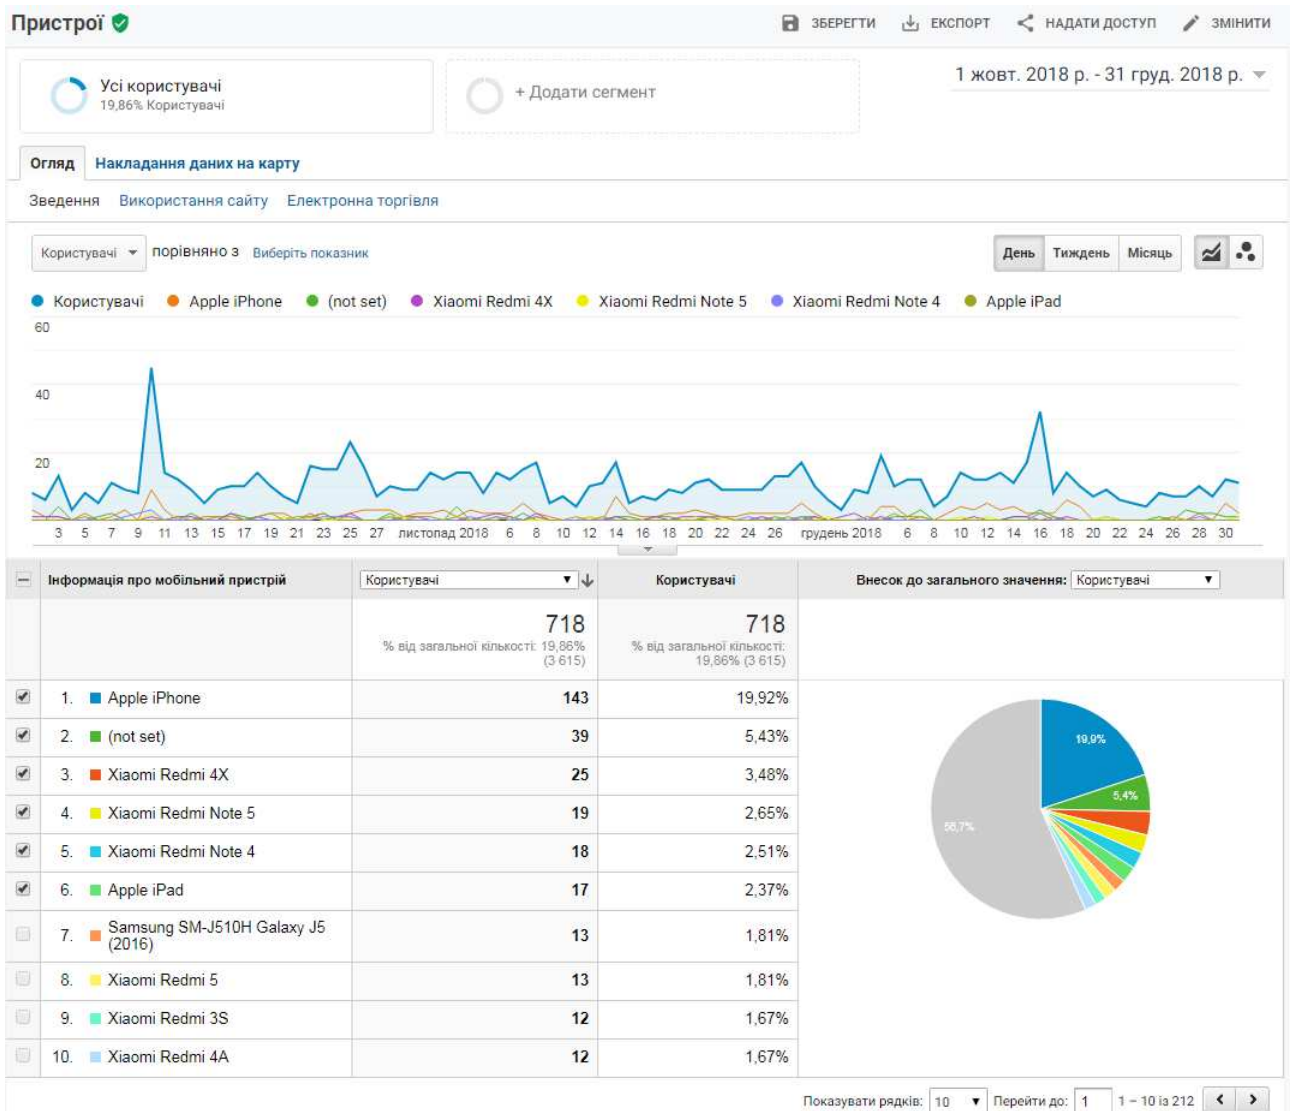 Пристрої
ЗБЕРЕГТИ ЕКСПОРТ НАДАТИ ДОСТУП ЗМІНИТИ
Усі користувачі
19,86% Користувачі
+ Додати сегмент
1 жовт. 2018 р. - 31 груд. 2018 р.
Огляд Накладання даних на карту
Зведення Використання сайту Електронна торгівля
Користувачі порівняно з Виберіть показник
День Тиждень Місяць
Користувачі Apple iPhone (not set) Xiaomi Redmi 4X Xiaomi Redmi Note 5 Xiaomi Redmi Note 4 Apple iPad
60
40
20
3 5 7 9 11 13 15 17 19 21 23 25 27 листопад 2018 6 8 10 12 14 16 18 20 22 24 26 грудень 2018 6 8 10 12 14 16 18 20 22 24 26 28 30
Інформація про мобільний пристрій Користувачі Користувачі Внесок до загального значення: Користувачі
718 718
% від загальної кількості: 19,86% % від загальної кількості:
(3 615) 19,86% (3 615)
1. Apple iPhone 143 19,92%
2. (not set) 39 5,43%
3. Xiaomi Redmi 4X 25 3,48%
4. Xiaomi Redmi Note 5 19 2,65%
5. Xiaomi Redmi Note 4 18 2,51%
6. Apple iPad 17 2,37%
7. Samsung SM-J510H Galaxy J5
(2016) 13 1,81%
8. Xiaomi Redmi 5 13 1,81%
9. Xiaomi Redmi 3S 12 1,67%
10. Xiaomi Redmi 4A 12 1,67%
19,9%
5,4%
56,7%
Показувати рядків: 10 Перейти до: 1 1 – 10 із 212